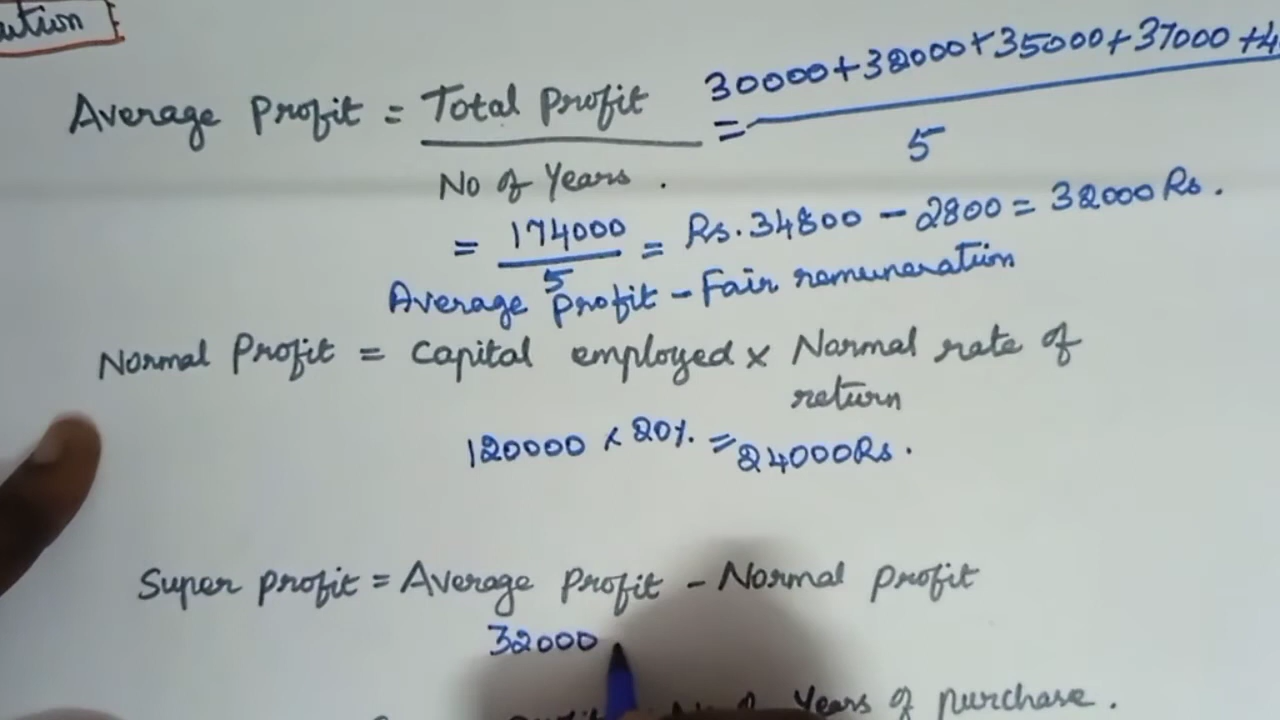 ution
Average Profit = Total Profit / No of Years . = 30000+32000+35000+37000+4 / 5
= 174000 / 5 = Rs.34800 - 2800 = 32000 Rs .
Average Profit - Fair remuneration
Normal Profit = Capital employed × Normal rate of
return
120000 × 20% = 24000Rs .
Super profit = Average Profit - Normal Profit
32000
Years of purchase .